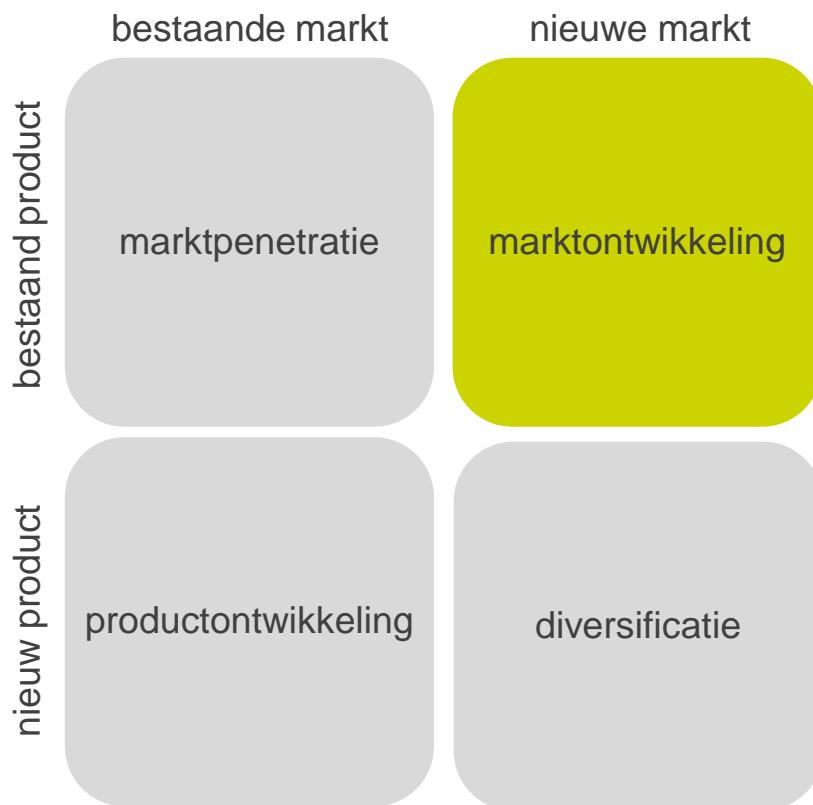 bestaande markt
nieuwe markt
bestaand product
marktpenetratie
marktontwikkeling
nieuw product
productontwikkeling
diversificatie